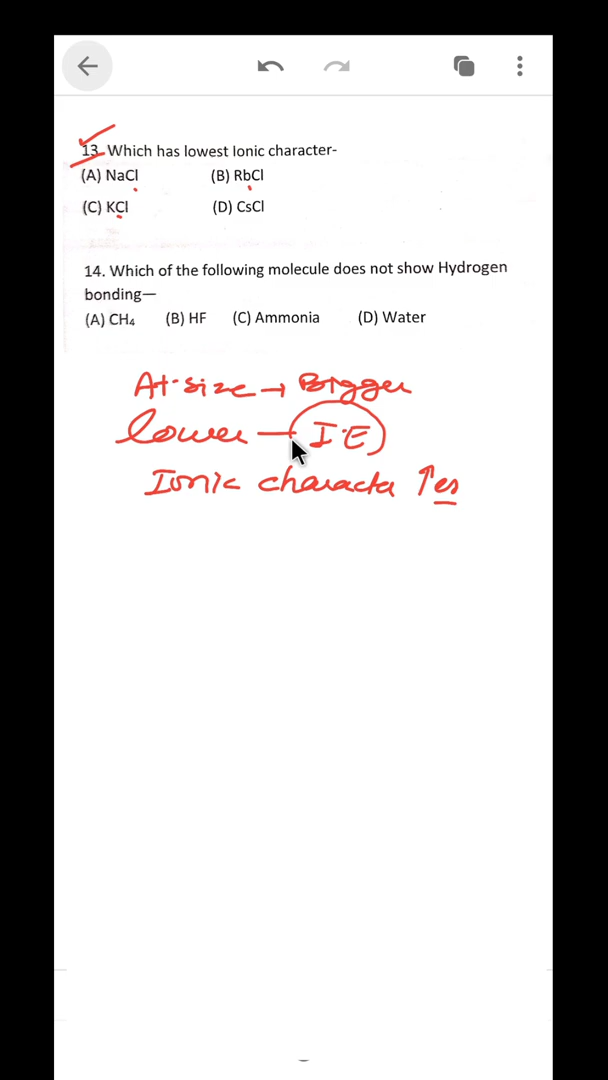 13. Which has lowest Ionic character-
(A) NaCl (B) RbCl
(C) KCl (D) CsCl
14. Which of the following molecule does not show Hydrogen
bonding—
(A) CH₄ (B) HF (C) Ammonia (D) Water
At. size → Bigger
lower — I.E
Ionic characta ↑es